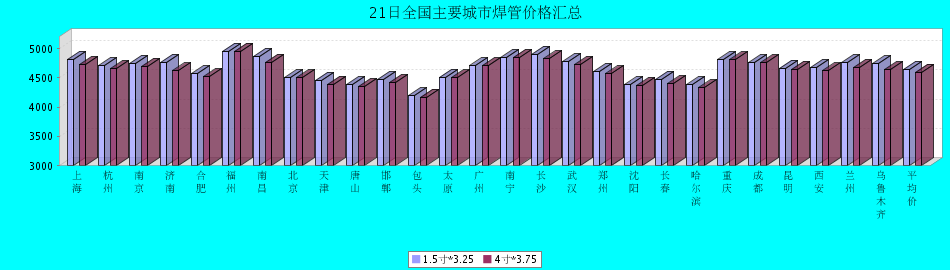 21日全国主要城市焊管价格汇总
5000
4500
4000
3500
3000
上海 杭州 南京 济南 合肥 福州 南昌 北京 天津 唐山 邯郸 包头 太原 广州 南宁 长沙 武汉 郑州 沈阳 长春 哈尔滨 重庆 成都 昆明 西安 兰州 乌鲁木齐 平均价
1.5寸*3.25 4寸*3.75